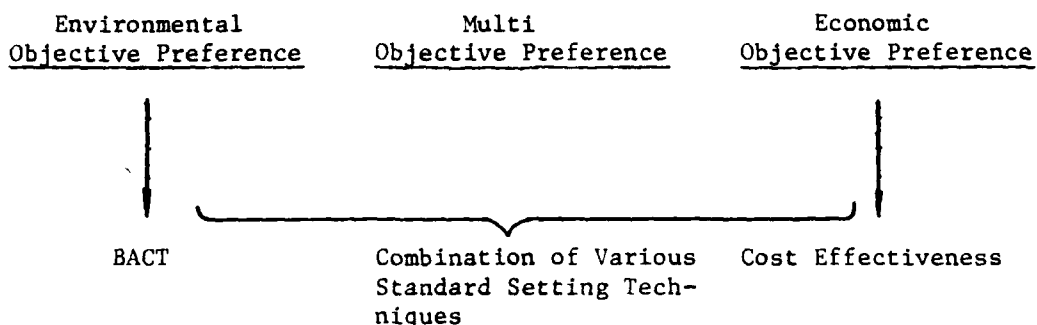 Environmental
Objective Preference
Multi
Objective Preference
Economic
Objective Preference
BACT
Combination of Various
Standard Setting Tech-
niques
Cost Effectiveness